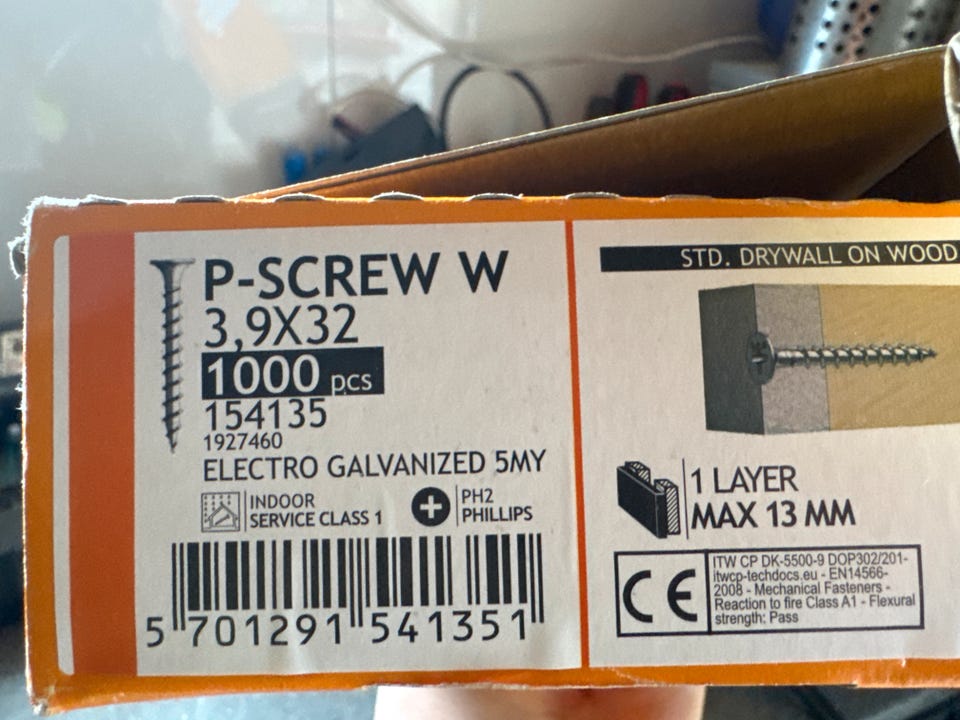 P-SCREW W
3,9X32
1000 pcs
154135
1927460
ELECTRO GALVANIZED 5MY
INDOOR
SERVICE CLASS 1
PH2
PHILLIPS
5 701291 541351
STD. DRYWALL ON WOOD
1 LAYER
MAX 13 MM
CE
ITW CP DK-5500-9 DOP302/201-
itwcp-techdocs.eu - EN14566-
2008 - Mechanical Fasteners -
Reaction to fire Class A1 - Flexural
strength: Pass